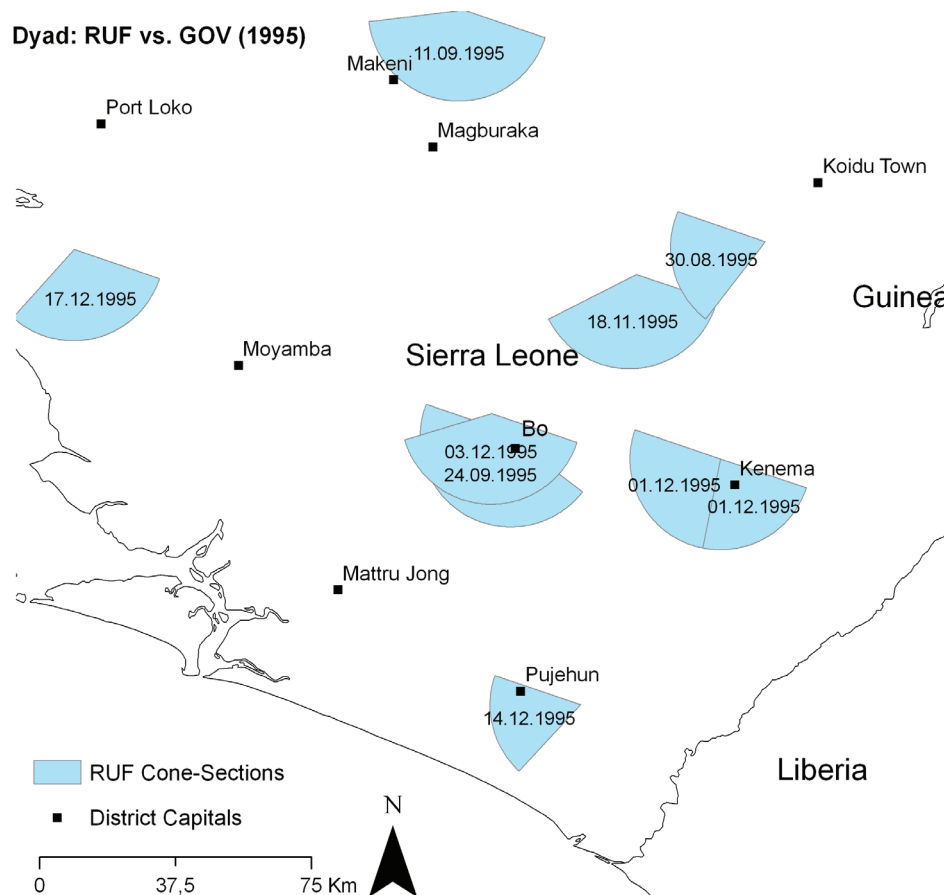 Dyad: RUF vs. GOV (1995)
11.09.1995
Makeni
Port Loko
Magburaka
Koidu Town
30.08.1995
17.12.1995
Guinea
18.11.1995
Moyamba
Sierra Leone
Bo
03.12.1995
24.09.1995
Kenema
01.12.1995
01.12.1995
Mattru Jong
Pujehun
14.12.1995
RUF Cone-Sections
Liberia
District Capitals
N
0 37,5 75 Km